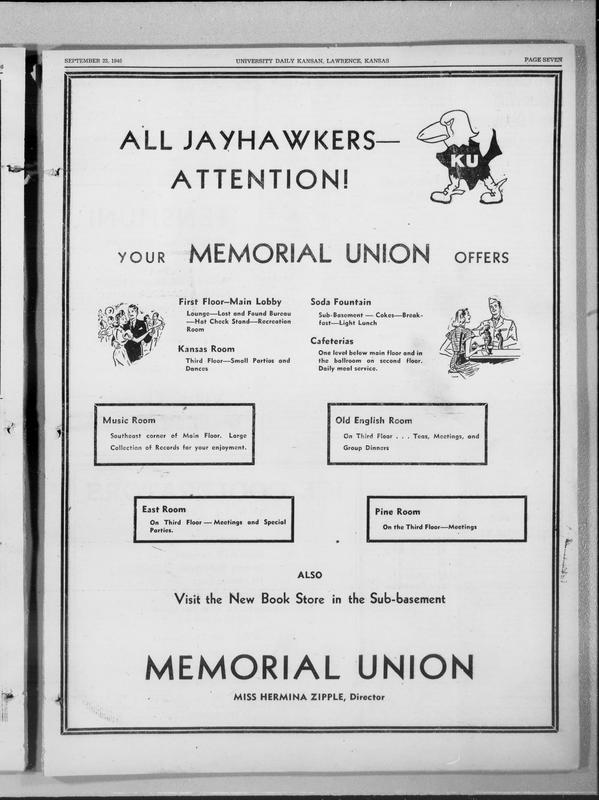 SEPTEMBER 23, 1946 UNIVERSITY DAILY KANSAN, LAWRENCE, KANSAS PAGE SEVEN
ALL JAYHAWKERS—
ATTENTION!
KU
YOUR MEMORIAL UNION OFFERS
First Floor—Main Lobby
Lounge—Lost and Found Bureau
—Hat Check Stand—Recreation
Room
Kansas Room
Third Floor—Small Parties and
Dances
Soda Fountain
Sub-Basement — Cokes—Break-
fast—Light Lunch
Cafeterias
One level below main floor and in
the ballroom on second floor.
Daily meal service.
Music Room
Southeast corner of Main Floor. Large
Collection of Records for your enjoyment.
Old English Room
On Third Floor . . . Teas, Meetings, and
Group Dinners
East Room
On Third Floor — Meetings and Special
Parties.
Pine Room
On the Third Floor—Meetings
ALSO
Visit the New Book Store in the Sub-basement
MEMORIAL UNION
MISS HERMINA ZIPPLE, Director